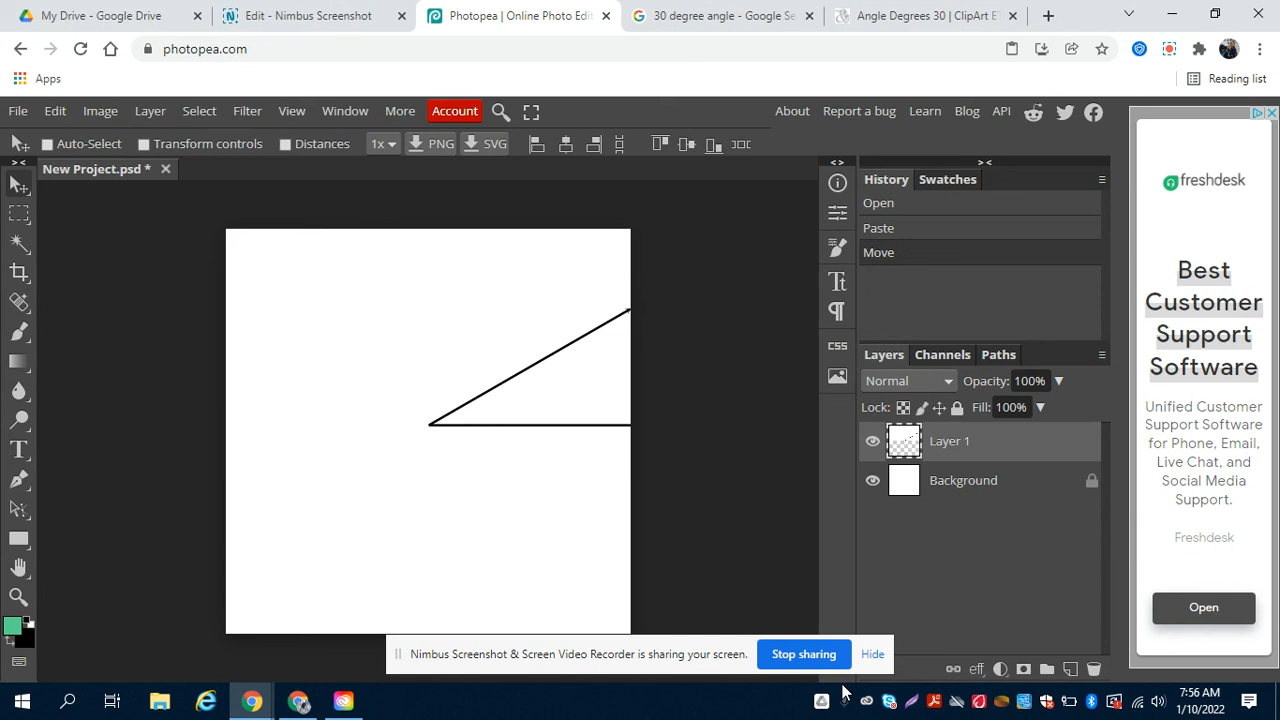 My Drive - Google Drive
Edit - Nimbus Screenshot
Photopea | Online Photo Edit
30 degree angle - Google Se
Angle Degrees30 | ClipArt E
photopea.com
Apps
Reading list
File Edit Image Layer Select Filter View Window More Account
About Report a bug Learn Blog API
Auto-Select Transform controls Distances 1x PNG SVG
New Project.psd *
History Swatches
Open
Paste
Move
CSS
Layers Channels Paths
Normal Opacity: 100%
Lock: Fill: 100%
Layer 1
Background
eff
freshdesk
Best
Customer
Support
Software
Unified Customer
Support Software
for Phone, Email,
Live Chat, and
Social Media
Support.
Freshdesk
Open
Nimbus Screenshot & Screen Video Recorder is sharing your screen. Stop sharing Hide
7:56 AM
1/10/2022